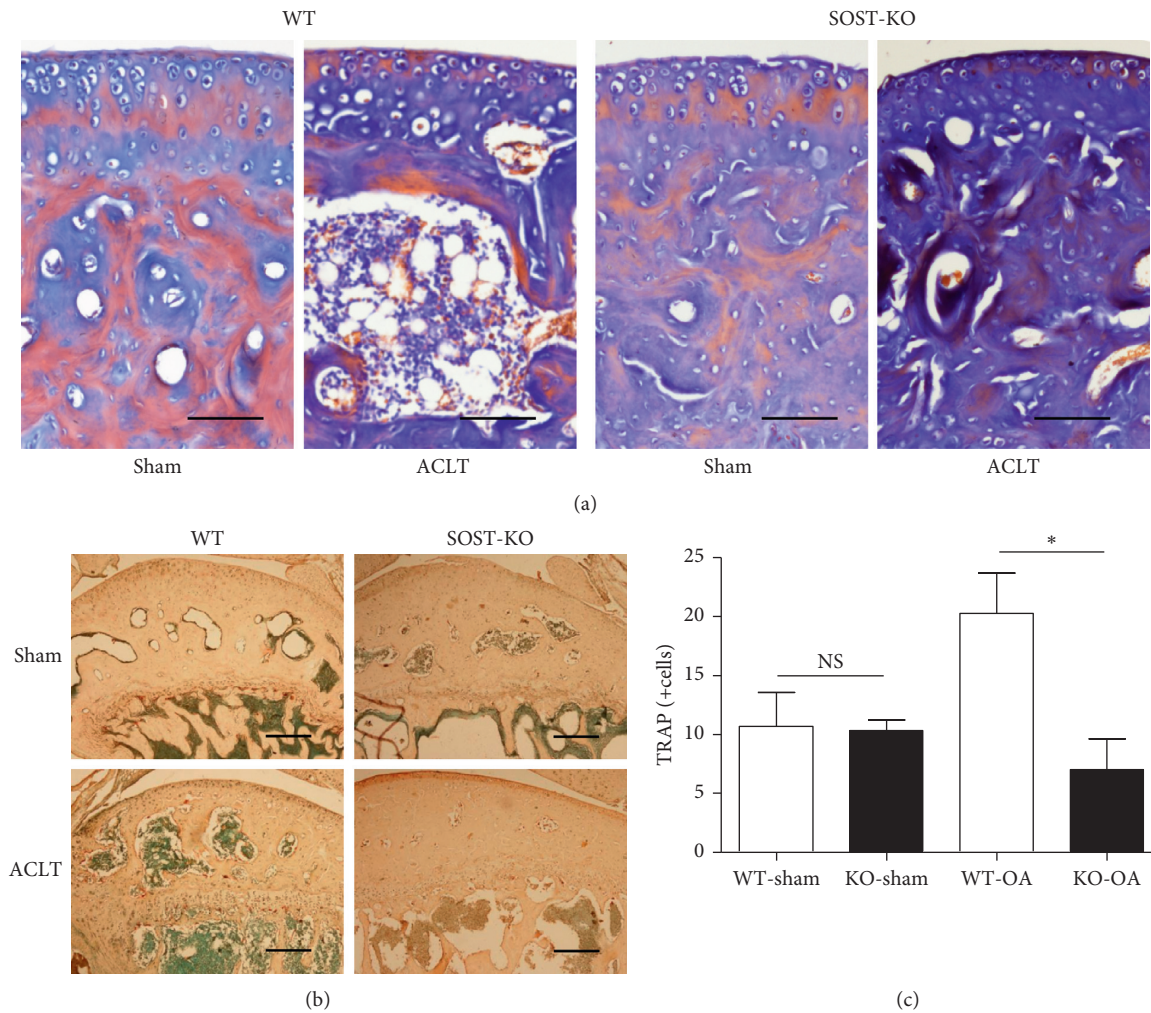 WT
SOST-KO
Sham
ACLT
Sham
ACLT
(a)
WT
SOST-KO
Sham
ACLT
(b)
TRAP (+cells)
25
20
15
10
5
0
NS
*
WT-sham
KO-sham
WT-OA
KO-OA
(c)